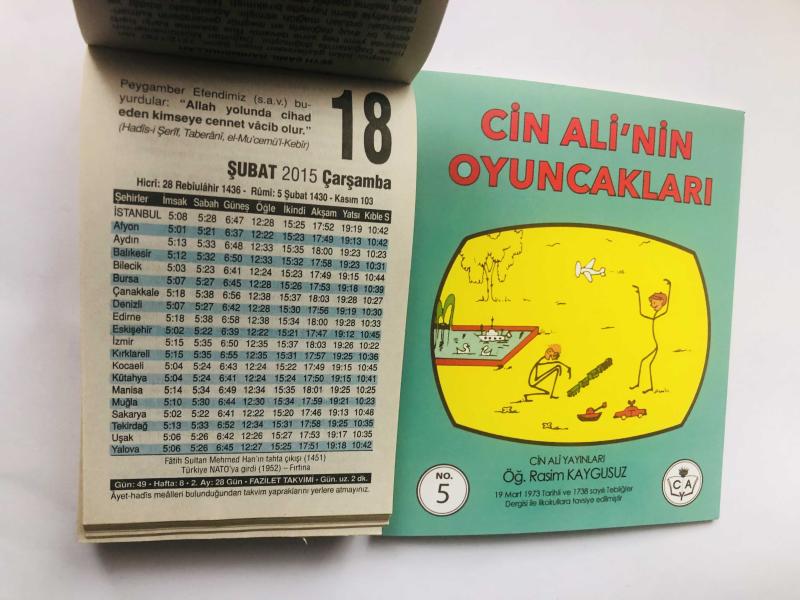 Peygamber Efendimiz (s.a.v.) bu-
yurdular: “Allah yolunda cihad
eden kimseye cennet vâcib olur.”
(Hadîs-i Şerîf, Taberânî, el-Mu'cemü'l-Kebîr)
18
ŞUBAT 2015 Çarşamba
Hicrî: 28 Rebiulâhir 1436 - Rûmi: 5 Şubat 1430 - Kasım 103
Şehirler İmsak Sabah Güneş Öğle İkindi Akşam Yatsı Kıble S
İSTANBUL 5:08 5:28 6:47 12:28 15:25 17:52 19:19 10:42
Afyon 5:01 5:21 6:37 12:22 15:23 17:49 19:13 10:42
Aydın 5:13 5:33 6:48 12:33 15:35 18:00 19:23 10:23
Balıkesir 5:12 5:32 6:50 12:33 15:32 17:58 19:23 10:31
Bilecik 5:03 5:23 6:41 12:24 15:23 17:49 19:15 10:44
Bursa 5:07 5:27 6:45 12:28 15:26 17:53 19:18 10:39
Çanakkale 5:18 5:38 6:56 12:38 15:37 18:03 19:28 10:27
Denizli 5:07 5:27 6:42 12:28 15:30 17:56 19:19 10:30
Edirne 5:18 5:38 6:58 12:38 15:34 18:00 19:28 10:33
Eskişehir 5:02 5:22 6:39 12:22 15:21 17:47 19:12 10:45
İzmir 5:15 5:35 6:50 12:35 15:37 18:03 19:26 10:22
Kırklareli 5:15 5:35 6:55 12:35 15:31 17:57 19:25 10:36
Kocaeli 5:04 5:24 6:43 12:24 15:22 17:49 19:15 10:45
Kütahya 5:04 5:24 6:41 12:24 15:24 17:50 19:15 10:41
Manisa 5:14 5:34 6:49 12:34 15:35 18:01 19:25 10:25
Muğla 5:10 5:30 6:44 12:30 15:34 17:59 19:21 10:23
Sakarya 5:02 5:22 6:41 12:22 15:20 17:46 19:13 10:48
Tekirdağ 5:13 5:33 6:52 12:34 15:31 17:58 19:25 10:35
Uşak 5:06 5:26 6:42 12:26 15:27 17:53 19:17 10:35
Yalova 5:06 5:26 6:45 12:27 15:25 17:51 19:18 10:42
Fâtih Sultan Mehmed Han'ın tahta çıkışı (1451)
Türkiye NATO'ya girdi (1952) – Fırtına
Gün: 49 • Hafta: 8 • 2. Ay: 28 Gün • FAZİLET TAKVİMİ • Gün. uz. 2 dk.
Âyet-hadîs meâlleri bulunduğundan takvim yapraklarını yerlere atmayınız.
CİN ALİ'NİN
OYUNCAKLARI
CİN ALİ YAYINLARI
Öğ. Rasim KAYGUSUZ
19 Mart 1973 Tarihli ve 1738 sayılı Tebliğler
Dergisi ile ilkokullara tavsiye edilmiştir
NO.
5
C A
Y